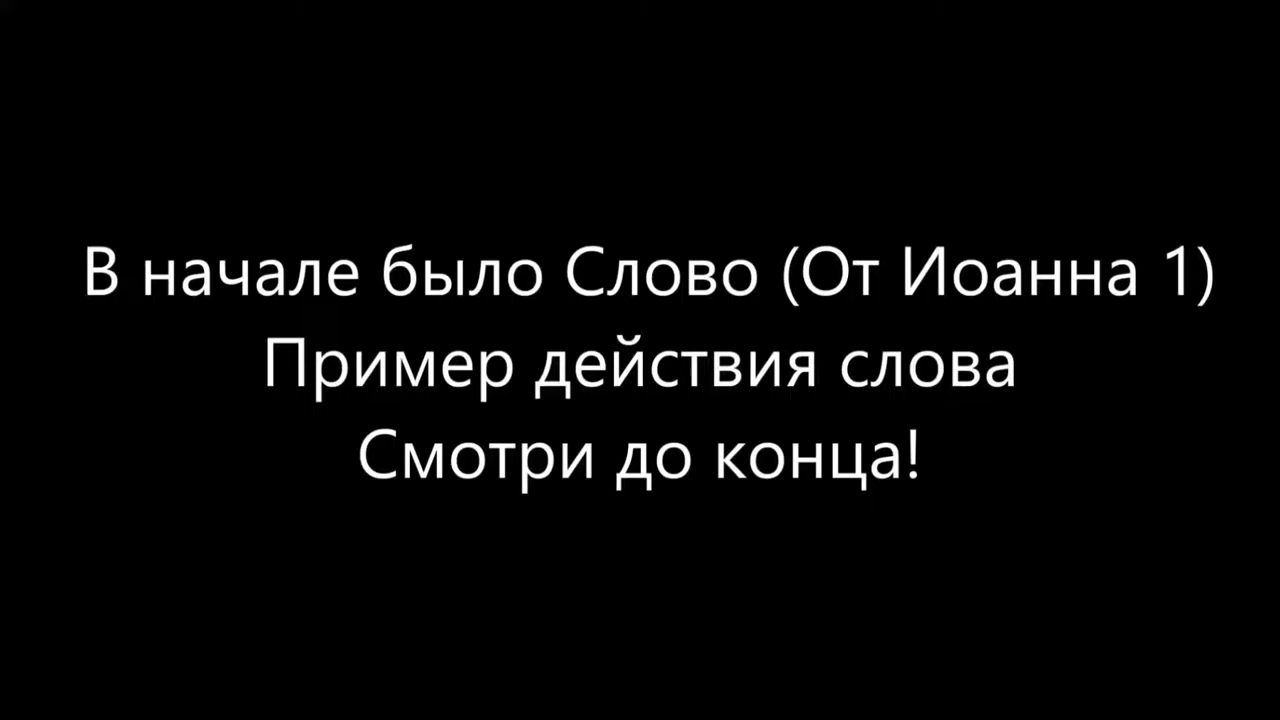 В начале было Слово (От Иоанна 1)
Пример действия слова
Смотри до конца!